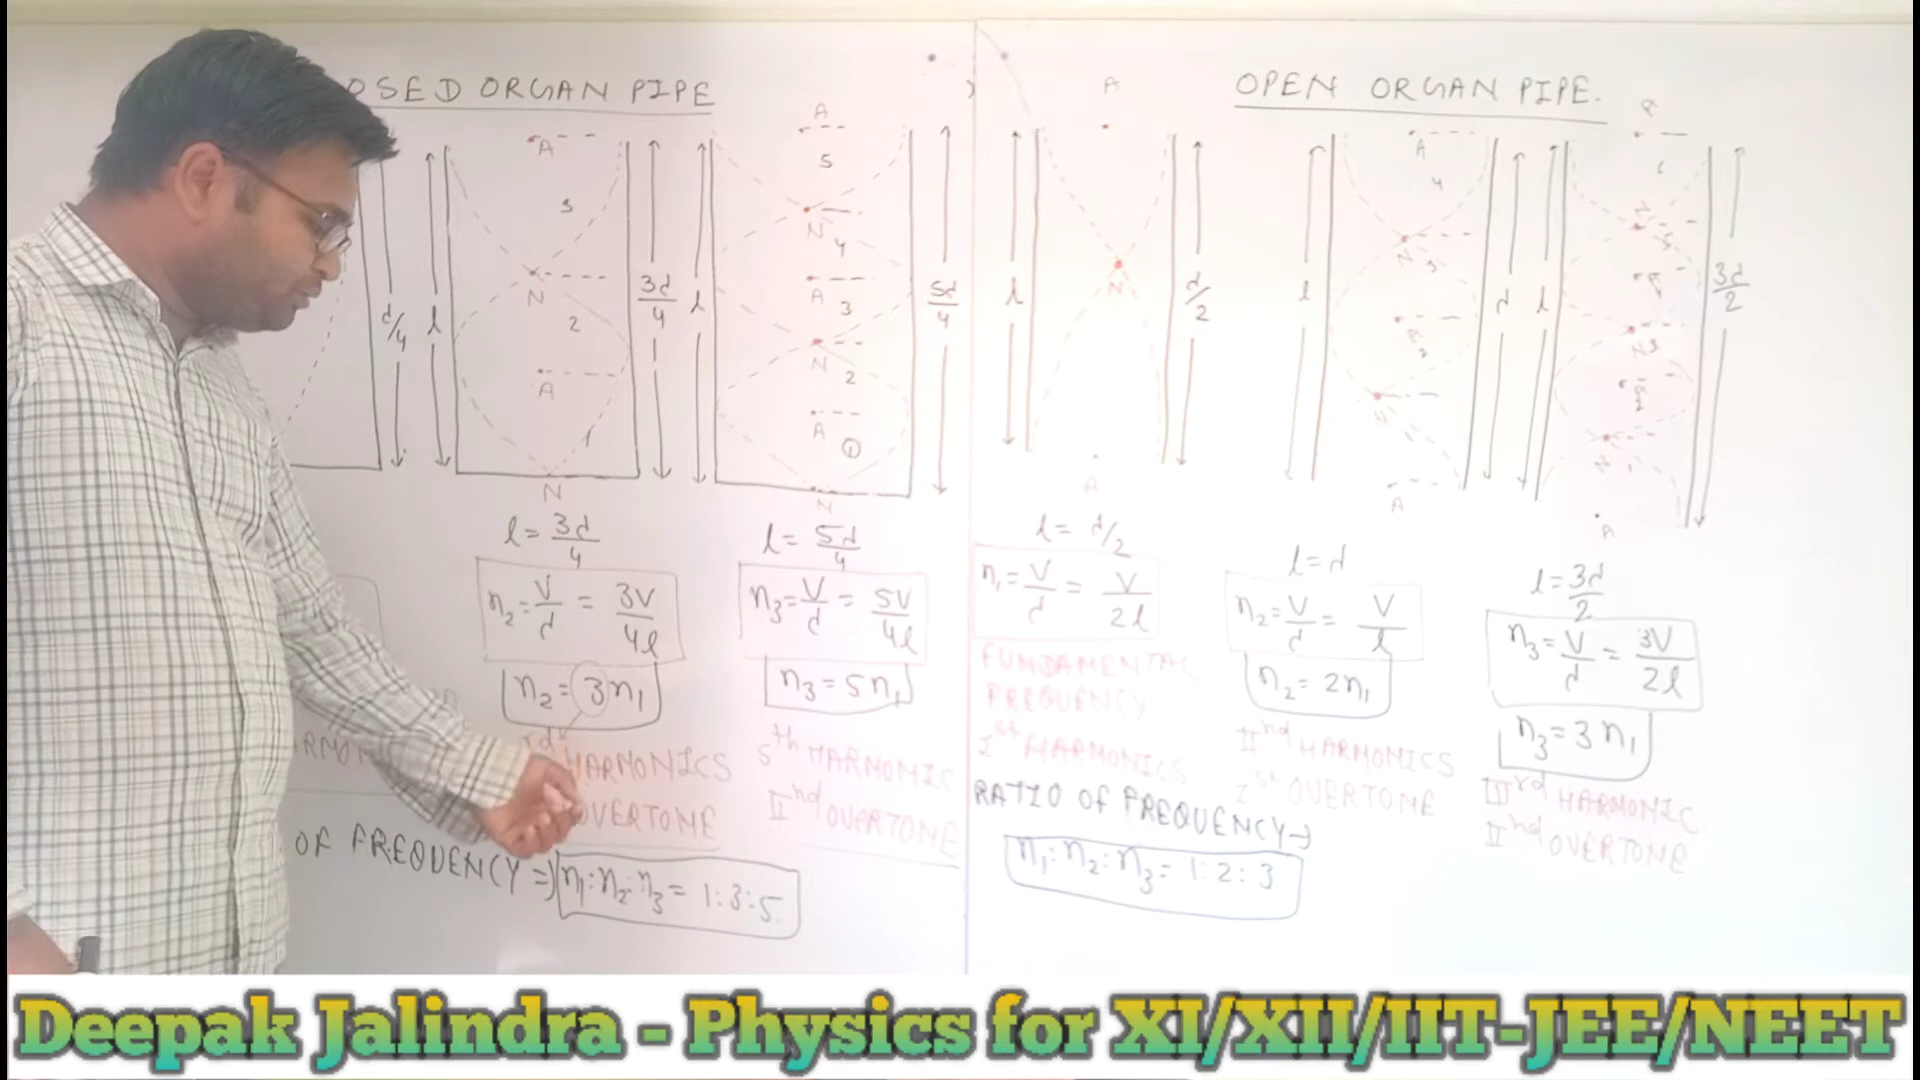 OSED ORGAN PIPE
A
3
N
2
A
1
N
l
d/4
l
3d/4
l
A
5
N
4
A
3
N
2
A
1
N
5d/4
l = 3d/4
n2 = V/d = 3V/4l
n2 = 3n1
rd HARMONICS
OVERTONE
l = 5d/4
n3 = V/d = 5V/4l
n3 = 5n1
5th HARMONIC
IInd OVERTONE
OF FREQUENCY => n1 : n2 : n3 = 1 : 3 : 5
OPEN ORGAN PIPE.
A
l
N
d/2
A
l
A
4
N
3
N
A
d
l
N
A
3d/2
l = d/2
n1 = V/d = V/2l
FUNDAMENTAL
FREQUENCY
Ist HARMONICS
l = d
n2 = V/d = V/l
n2 = 2n1
IInd HARMONICS
Ist OVERTONE
l = 3d/2
n3 = V/d = 3V/2l
n3 = 3n1
IIIrd HARMONIC
IInd OVERTONE
RATIO OF FREQUENCY →
n1 : n2 : n3 = 1 : 2 : 3
Deepak Jalindra - Physics for XI/XII/IIT-JEE/NEET